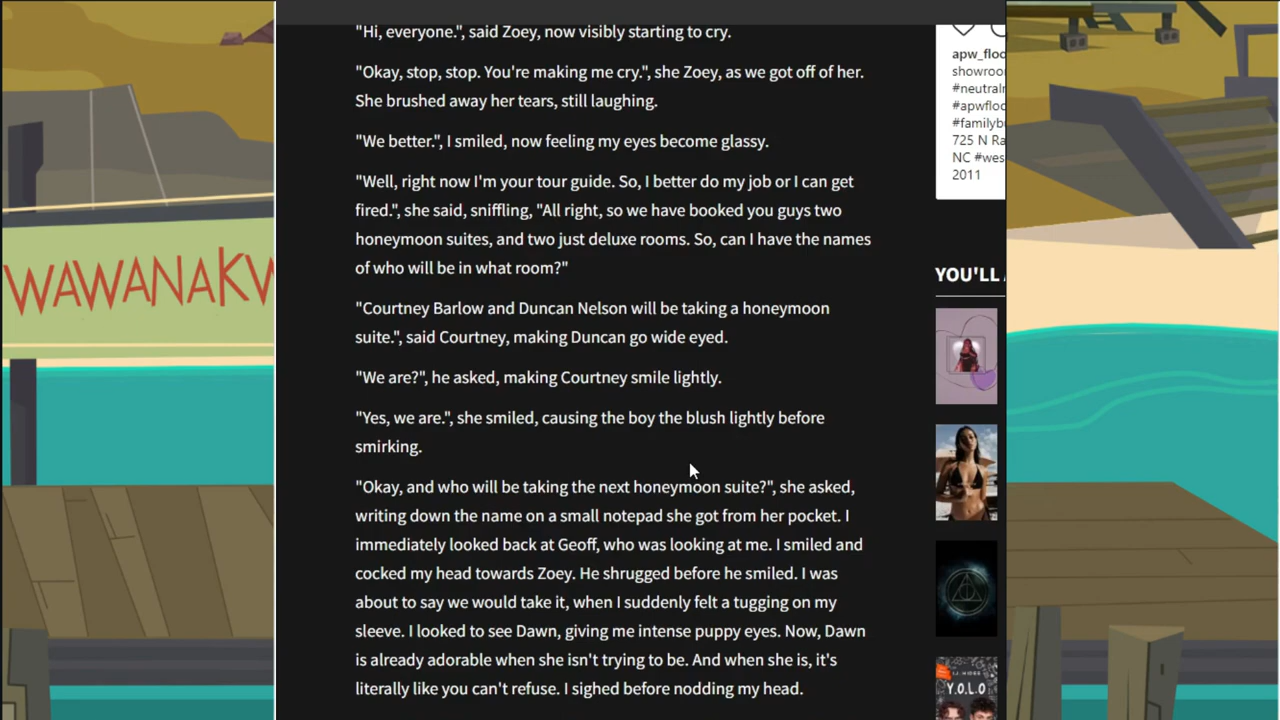 "Hi, everyone.", said Zoey, now visibly starting to cry.
"Okay, stop, stop. You're making me cry.", she Zoey, as we got off of her.
She brushed away her tears, still laughing.
"We better.", I smiled, now feeling my eyes become glassy.
"Well, right now I'm your tour guide. So, I better do my job or I can get
fired.", she said, sniffling, "All right, so we have booked you guys two
honeymoon suites, and two just deluxe rooms. So, can I have the names
of who will be in what room?"
"Courtney Barlow and Duncan Nelson will be taking a honeymoon
suite.", said Courtney, making Duncan go wide eyed.
"We are?", he asked, making Courtney smile lightly.
"Yes, we are.", she smiled, causing the boy the blush lightly before
smirking.
"Okay, and who will be taking the next honeymoon suite?", she asked,
writing down the name on a small notepad she got from her pocket. I
immediately looked back at Geoff, who was looking at me. I smiled and
cocked my head towards Zoey. He shrugged before he smiled. I was
about to say we would take it, when I suddenly felt a tugging on my
sleeve. I looked to see Dawn, giving me intense puppy eyes. Now, Dawn
is already adorable when she isn't trying to be. And when she is, it's
literally like you can't refuse. I sighed before nodding my head.
apw_floo
showroo
#neutralr
#apwfloo
#familyb
725 N Ra
NC #wes
2011
YOU'LL
Y.O.L.O
WAWANAKW